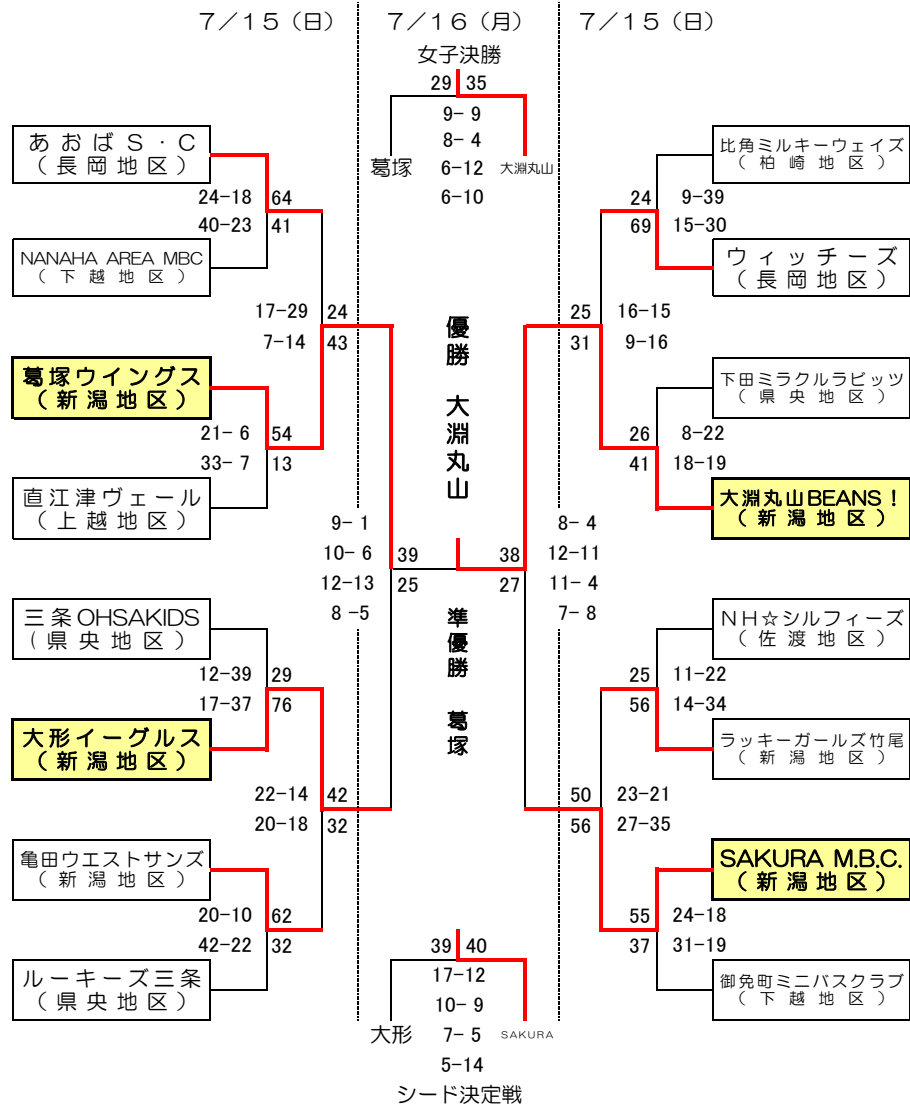 7／15（日）
7／16（月）
7／15（日）
女子決勝
29 35
9- 9
8- 4
6-12
6-10
葛塚
大淵丸山
あおばＳ・Ｃ
（長岡地区）
24-18 64
40-23 41
NANAHA AREA MBC
（下越地区）
17-29 24
7-14 43
葛塚ウイングス
（新潟地区）
21- 6 54
33- 7 13
直江津ヴェール
（上越地区）
9- 1
10- 6
12-13
8 -5
39
25
三条OHSAKIDS
（県央地区）
12-39 29
17-37 76
大形イーグルス
（新潟地区）
22-14 42
20-18 32
亀田ウエストサンズ
（新潟地区）
20-10 62
42-22 32
ルーキーズ三条
（県央地区）
優勝 大淵丸山
準優勝 葛塚
比角ミルキーウェイズ
（柏崎地区）
24 9-39
69 15-30
ウィッチーズ
（長岡地区）
25 16-15
31 9-16
下田ミラクルラビッツ
（県央地区）
26 8-22
41 18-19
大淵丸山BEANS！
（新潟地区）
38
27
8- 4
12-11
11- 4
7- 8
ＮＨ☆シルフィーズ
（佐渡地区）
25 11-22
56 14-34
ラッキーガールズ竹尾
（新潟地区）
50 23-21
56 27-35
SAKURA M.B.C.
（新潟地区）
55 24-18
37 31-19
御免町ミニバスクラブ
（下越地区）
39 40
17-12
10- 9
7- 5
5-14
大形
SAKURA
シード決定戦